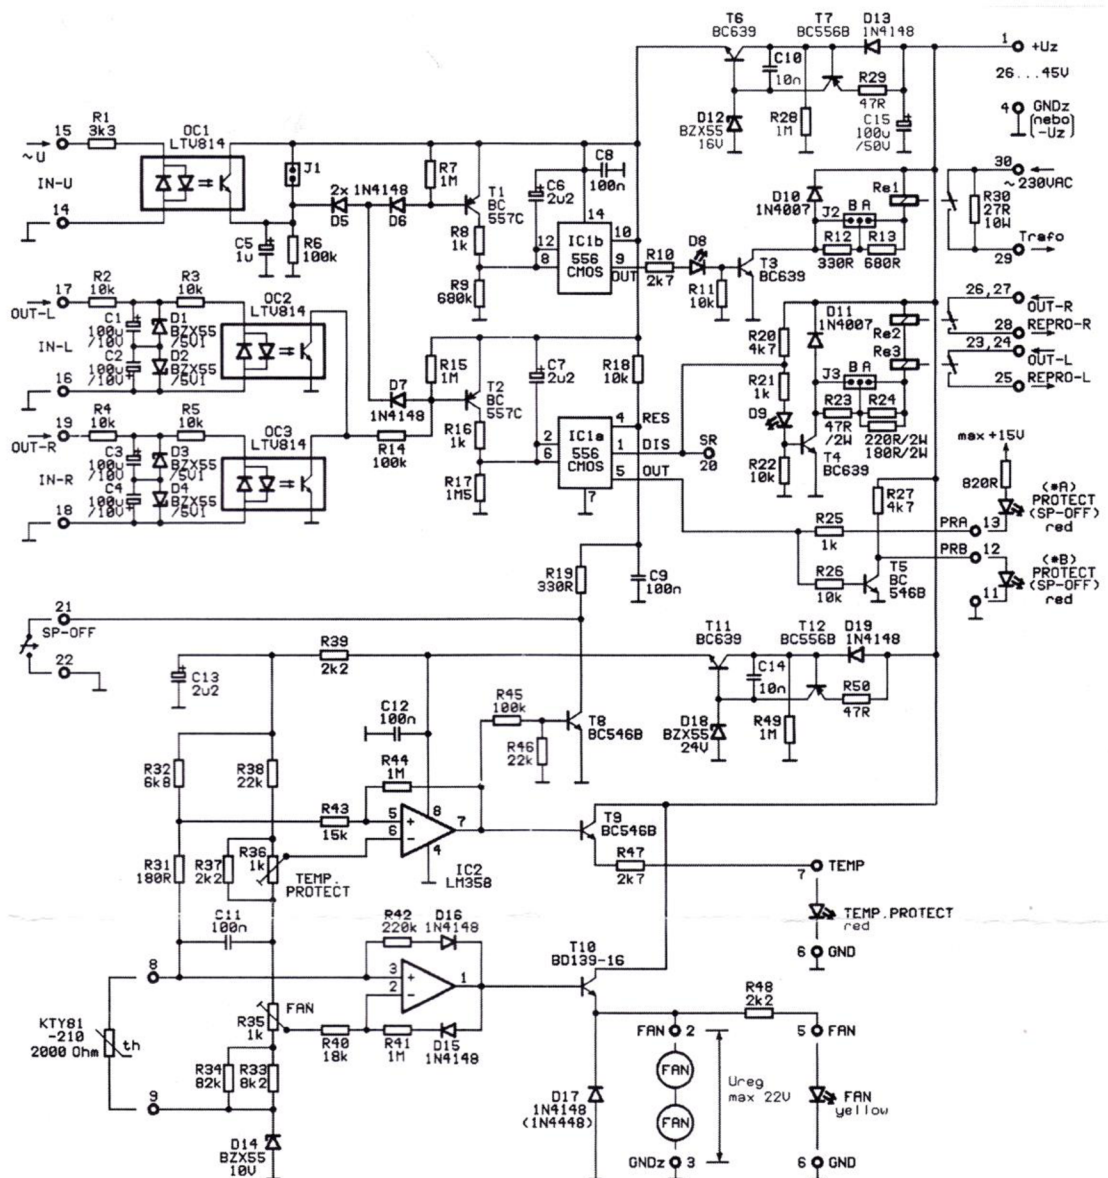 T6
BC639
T7
BC556B
D13
1N4148
1
+Uz
26...45V
C10
10n
R29
47R
4
GNDz
(nebo
-Uz)
D12
BZX55
16V
R28
1M
C15
100u
/50V
15
~U
R1
3k3
OC1
LTV814
IN-U
14
J1
C5
1u
R6
100k
2x 1N4148
D5
D6
R7
1M
T1
BC
557C
R8
1k
R9
680k
C6
2u2
C8
100n
14
12
8
10
9
OUT
IC1b
556
CMOS
R10
2k7
D8
R11
10k
T3
BC639
D10
1N4007
J2
B A
Re1
R12
330R
R13
680R
30
~230VAC
R30
27R
10W
Trafo
29
17
OUT-L
R2
10k
R3
10k
OC2
LTV814
C1
100u
/10V
D1
BZX55
/5V1
IN-L
C2
100u
/10V
D2
BZX55
/5V1
16
19
OUT-R
R4
10k
R5
10k
OC3
LTV814
C3
100u
/10V
D3
BZX55
/5V1
IN-R
C4
100u
/10V
D4
BZX55
/5V1
18
D7
1N4148
R14
100k
R15
1M
T2
BC
557C
R16
1k
R17
1M5
C7
2u2
R18
10k
2
6
4
RES
1
DIS
5
OUT
7
IC1a
556
CMOS
SR
20
R20
4k7
R21
1k
D9
R22
10k
D11
1N4007
J3
B A
Re2
Re3
R23
47R
/2W
R24
220R/2W
180R/2W
T4
BC639
26,27
OUT-R
28
REPRO-R
23,24
OUT-L
25
REPRO-L
max +15V
820R
(*A)
PROTECT
(SP-OFF)
red
R27
4k7
PRA
13
R25
1k
PRB
12
R26
10k
T5
BC
546B
(*B)
PROTECT
(SP-OFF)
red
11
R19
330R
C9
100n
21
SP-OFF
22
R39
2k2
C13
2u2
T11
BC639
T12
BC556B
D19
1N4148
C14
10n
R50
47R
D18
BZX55
24V
R49
1M
C12
100n
R45
100k
R46
22k
T8
BC546B
R32
6k8
R38
22k
R44
1M
R43
15k
5
6
8
7
4
IC2
LM358
T9
BC546B
R47
2k7
7
TEMP
R31
180R
R37
2k2
R36
1k
TEMP.
PROTECT
TEMP.PROTECT
red
6
GND
C11
100n
8
R42
220k
D16
1N4148
3
2
1
T10
BD139-16
KTY81
-210
2000 Ohm
th
R35
1k
FAN
R40
18k
R41
1M
D15
1N4148
R48
2k2
FAN
2
5
FAN
R34
82k
R33
8k2
9
D17
1N4148
(1N4448)
FAN
FAN
Ureg
max 22V
FAN
yellow
D14
BZX55
10V
GNDz
3
6
GND